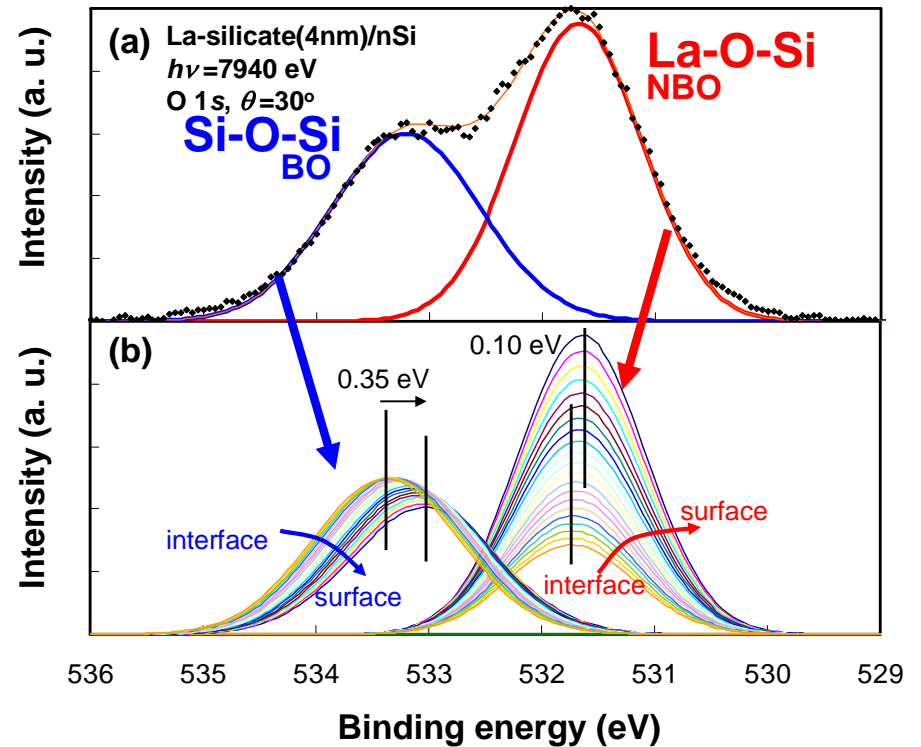 (a)
La-silicate(4nm)/nSi
hν=7940 eV
O 1s, θ=30o
Si-O-Si
BO
La-O-Si
NBO
Intensity (a. u.)
(b)
0.35 eV
0.10 eV
interface
surface
surface
interface
Intensity (a. u.)
536 535 534 533 532 531 530 529
Binding energy (eV)